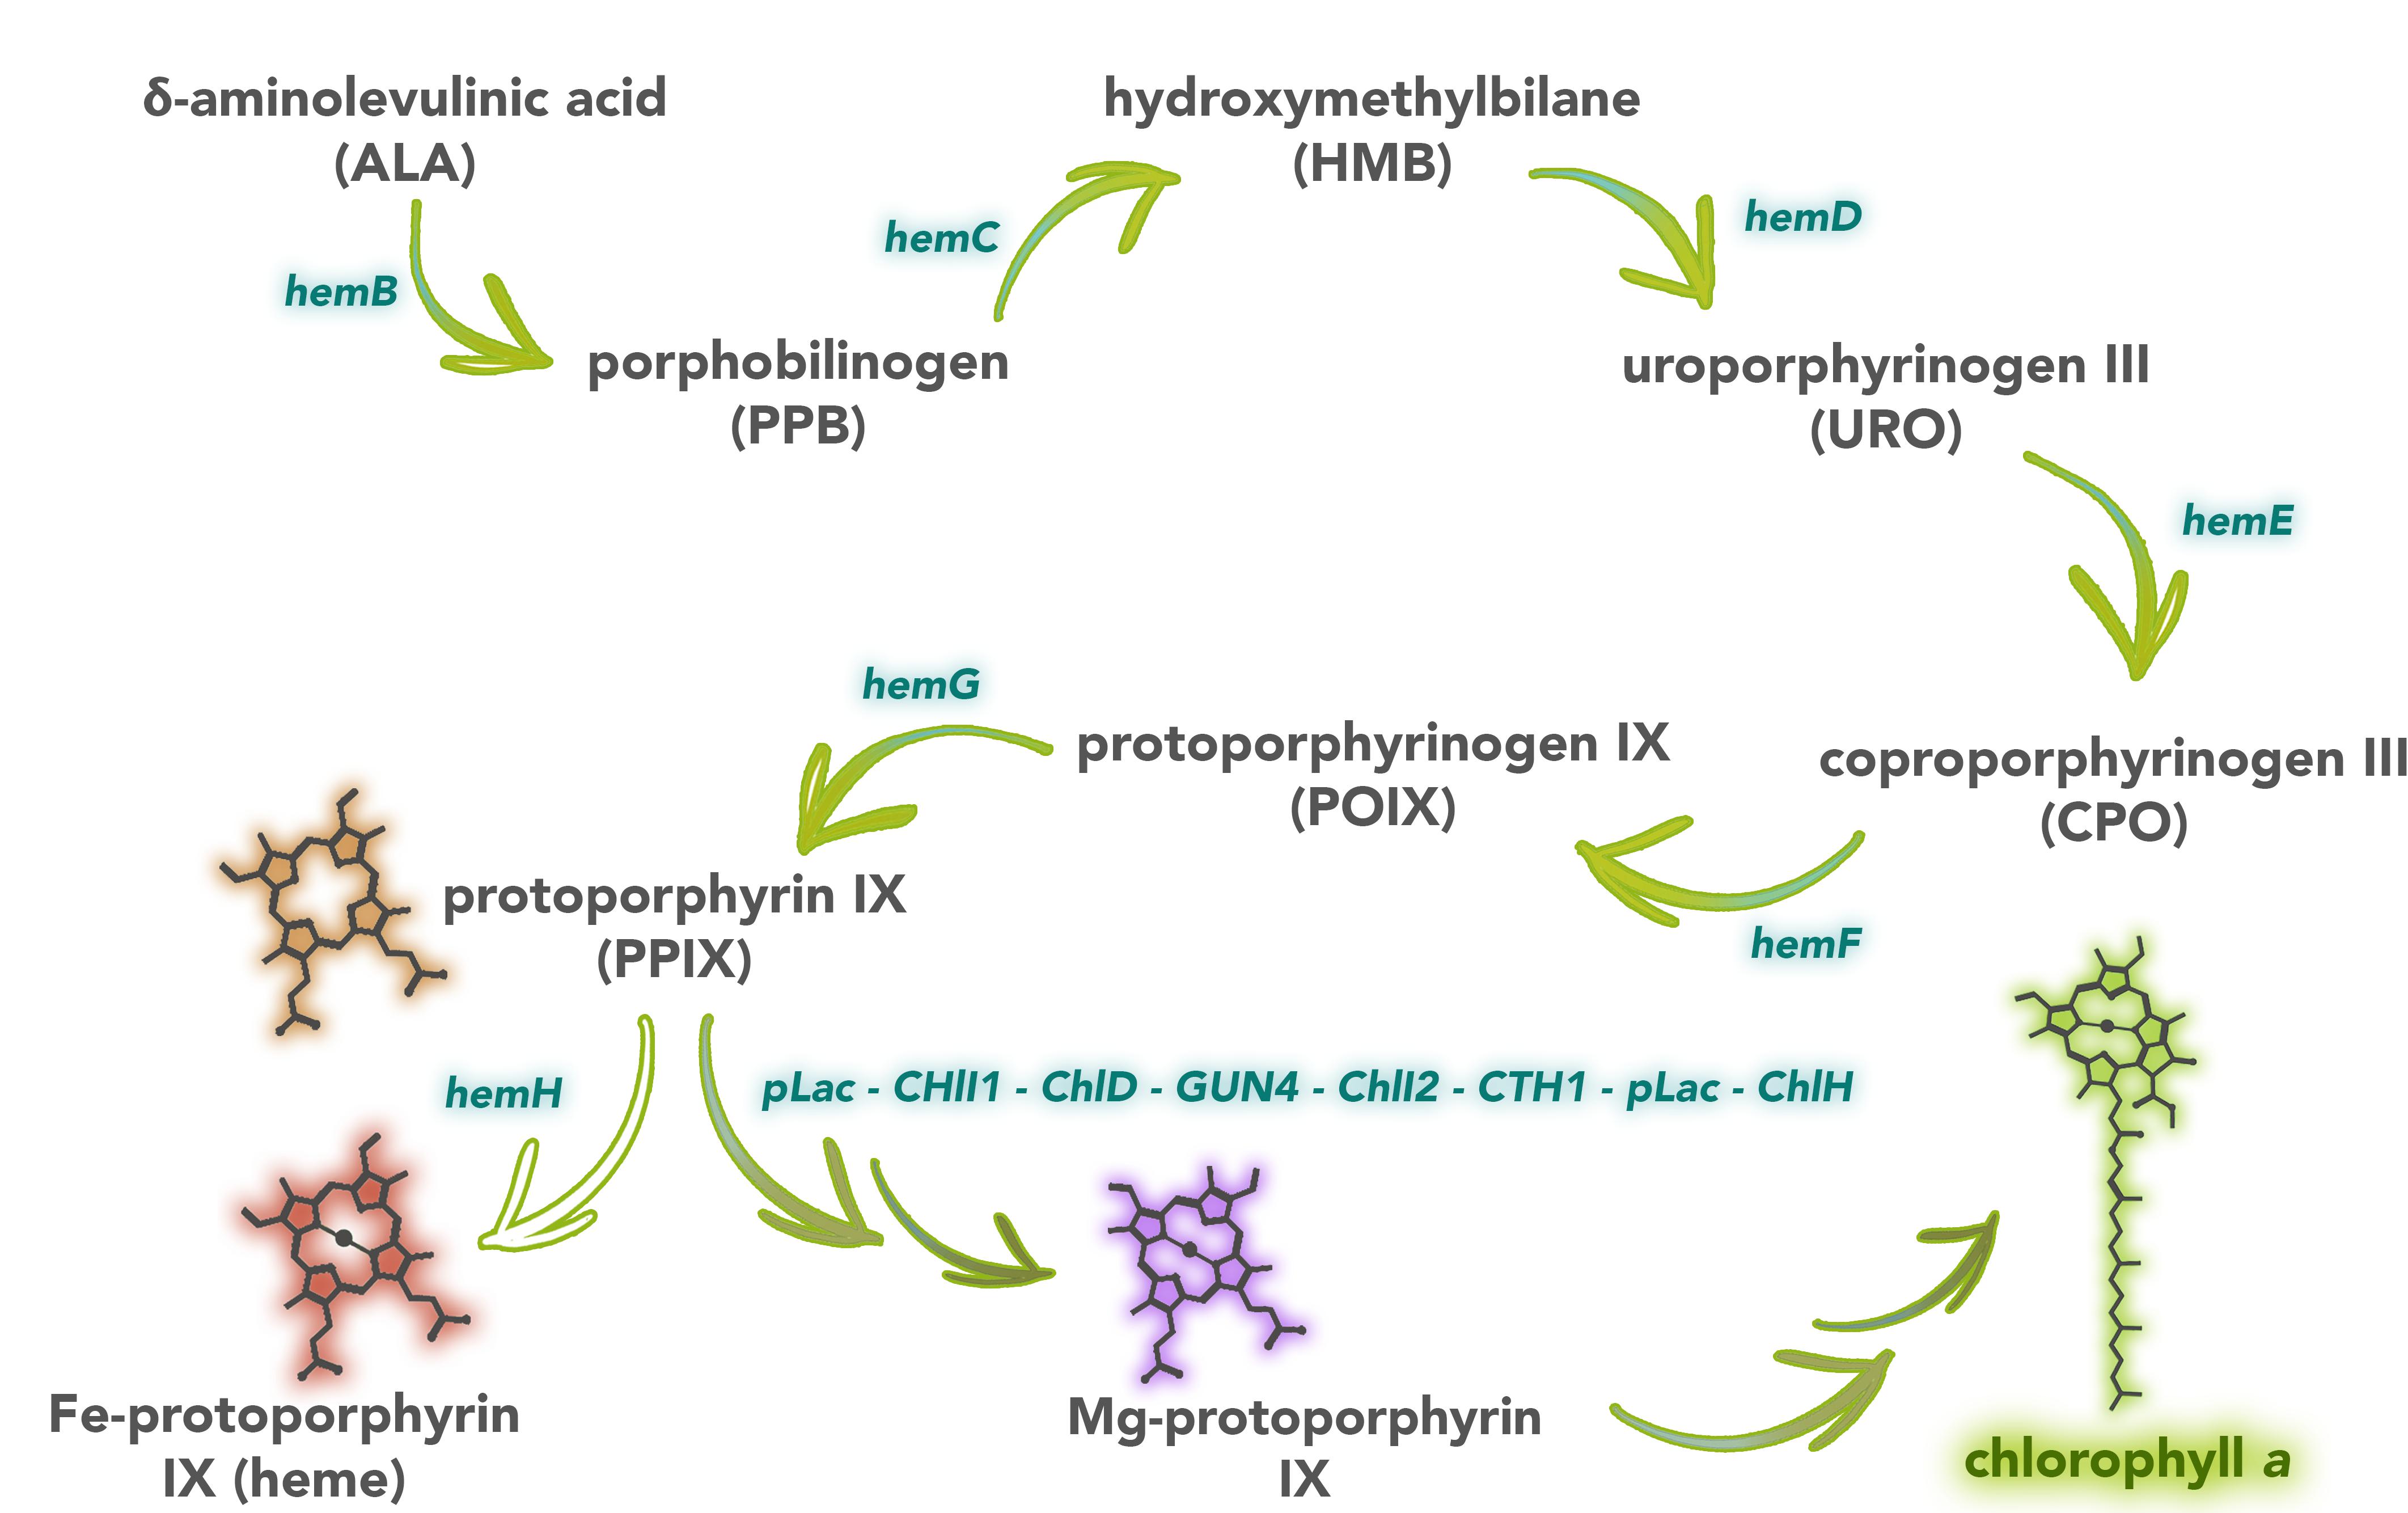 δ-aminolevulinic acid
(ALA)
hemB
porphobilinogen
(PPB)
hemC
hydroxymethylbilane
(HMB)
hemD
uroporphyrinogen III
(URO)
hemE
coproporphyrinogen III
(CPO)
hemF
protoporphyrinogen IX
(POIX)
hemG
protoporphyrin IX
(PPIX)
hemH
pLac - CHlI1 - ChlD - GUN4 - ChlI2 - CTH1 - pLac - ChlH
Fe-protoporphyrin
IX (heme)
Mg-protoporphyrin
IX
chlorophyll a